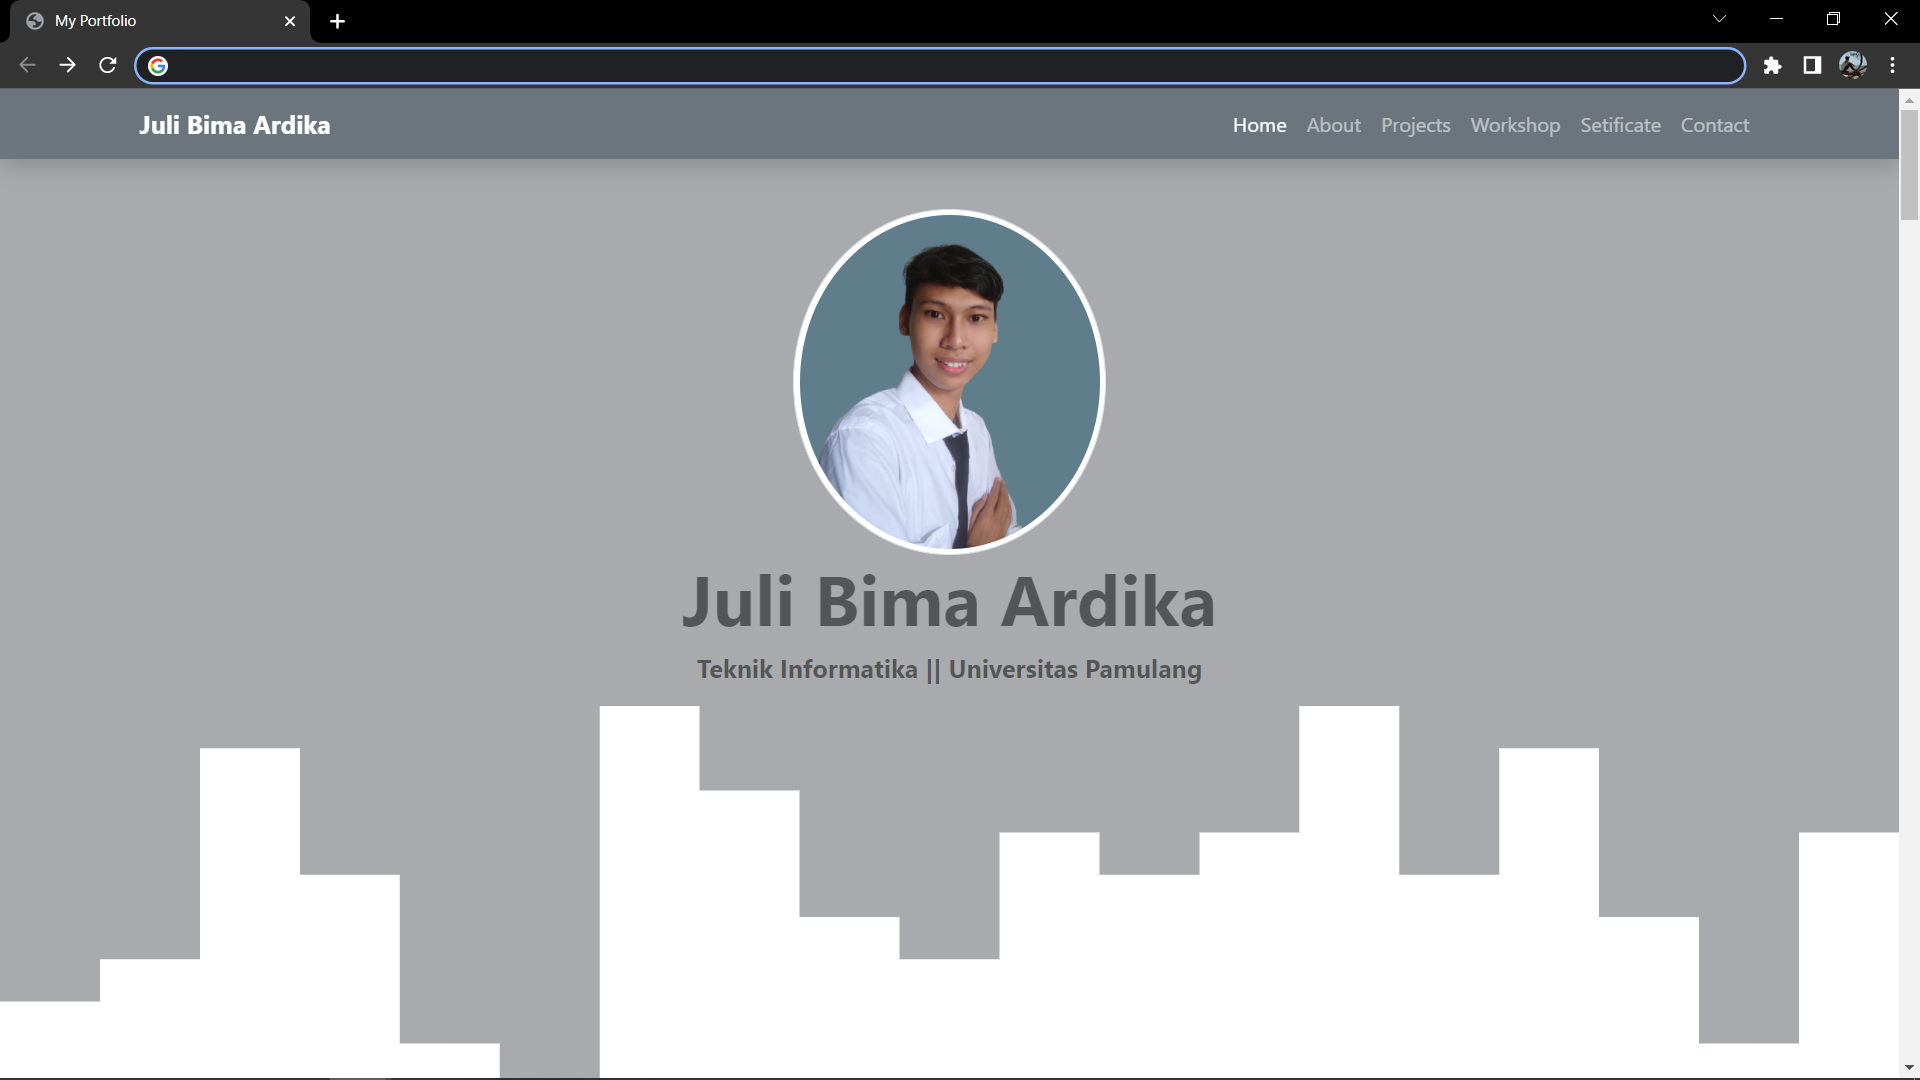 My Portfolio
Juli Bima Ardika
Home About Projects Workshop Setificate Contact
Juli Bima Ardika
Teknik Informatika || Universitas Pamulang